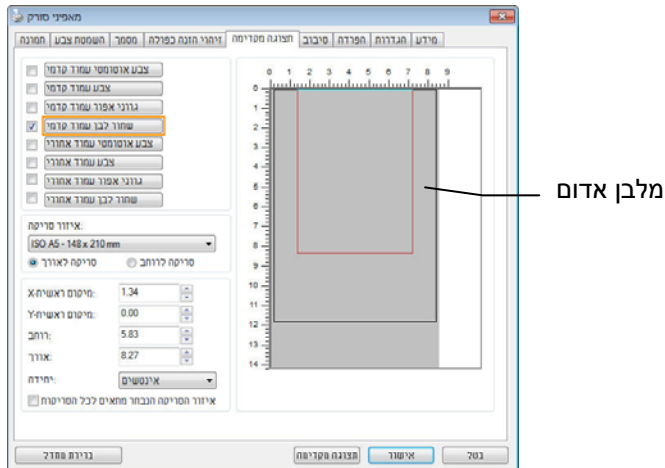 מאפיני סורק
תמונה השמטת צבע מסמך זיהוי הזנה כפולה תצוגה מקדימה סיבוב הפרדה הגדרות מידע
צבע אוטומטי עמוד קדמי
צבע עמוד קדמי
גרווני אפור עמוד קדמי
שחור לבן עמוד קדמי
צבע אוטומטי עמוד אחורי
צבע עמוד אחורי
גרווני אפור עמוד אחורי
שחור לבן עמוד אחורי
איזור סריקה:
ISO A5 - 148 x 210 mm
סריקה לאורך סריקה לרוחב
מיקום ראשית-X: 1.34
מיקום ראשית-Y: 0.00
רוחב: 5.83
אורך: 8.27
יחידה: אינטשים
איזור הסריקה הנבחר מתאים לכל הסריקות
0 1 2 3 4 5 6 7 8 9
0
1
2
3
4
5
6
7
8
9
10
11
12
13
14
מלבן אדום
ברירת מחדל תצוגה מקדימה אישור בטל